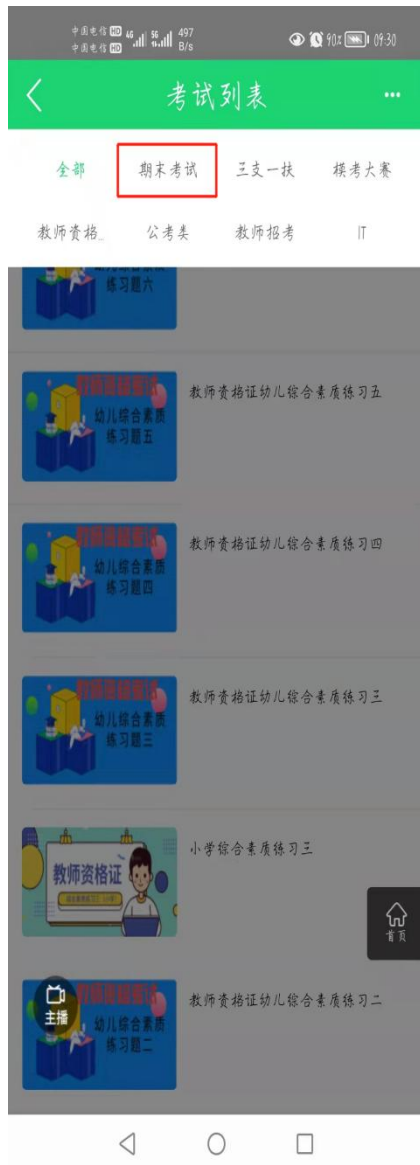 中国电信 HD 4G 5G 497
中国电信 HD B/s 90% 09:30
考试列表
全部 期末考试 三支一扶 模考大赛
教师资格... 公考类 教师招考 IT
练习题六
教师资格证幼儿综合素质练习五
幼儿综合素质
练习题五
教师资格证幼儿综合素质练习四
幼儿综合素质
练习题四
教师资格证幼儿综合素质练习三
幼儿综合素质
练习题三
小学综合素质练习三
教师资格证
首页
教师资格证幼儿综合素质练习二
主播
幼儿综合素质
练习题二